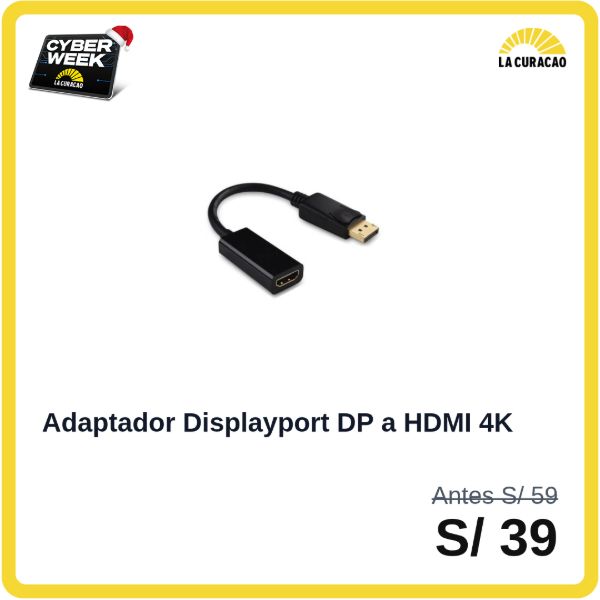 CYBER
WEEK
LA CURACAO
LA CURACAO
Adaptador Displayport DP a HDMI 4K
Antes S/ 59
S/ 39